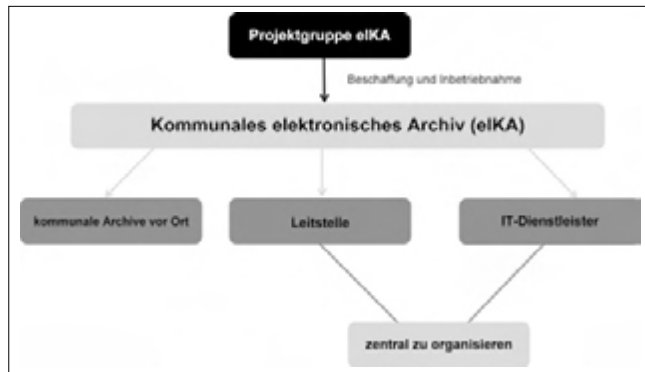 Projektgruppe elKA
Beschaffung und Inbetriebnahme
Kommunales elektronisches Archiv (elKA)
kommunale Archive vor Ort
Leitstelle
IT-Dienstleister
zentral zu organisieren